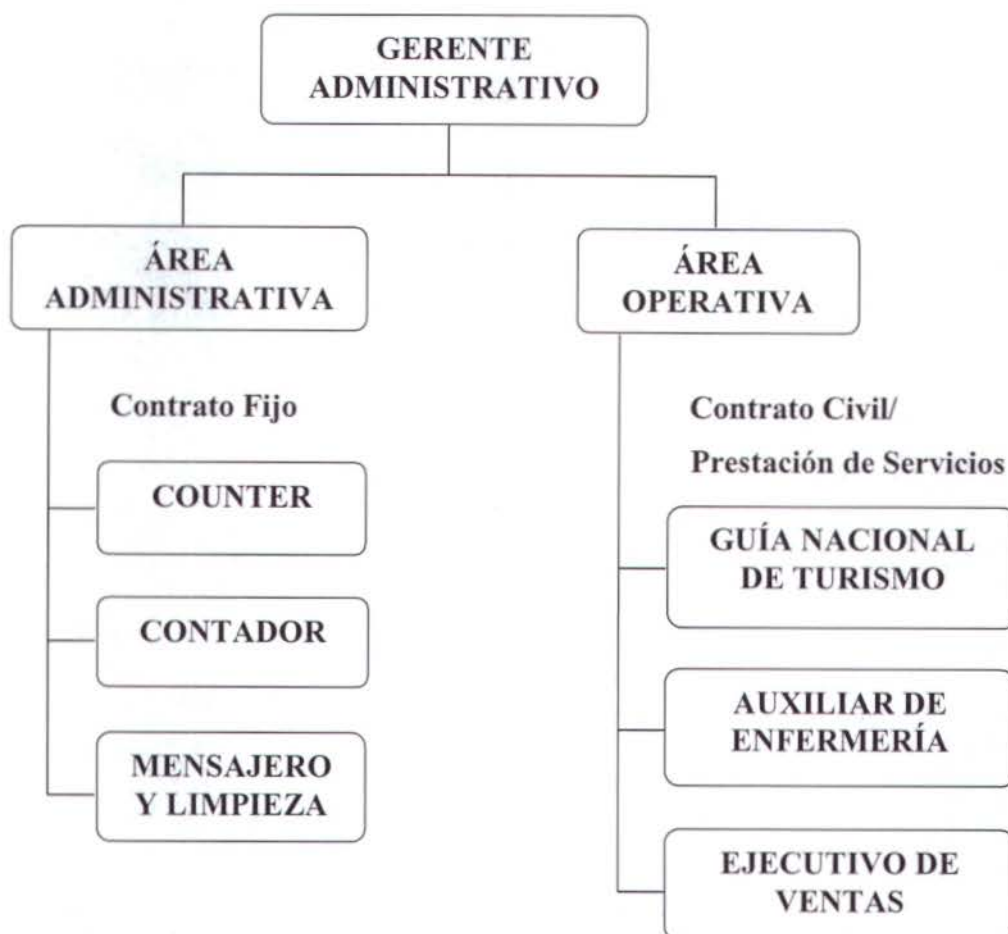 GERENTE
ADMINISTRATIVO
ÁREA
ADMINISTRATIVA
Contrato Fijo
COUNTER
CONTADOR
MENSAJERO
Y LIMPIEZA
ÁREA
OPERATIVA
Contrato Civil/
Prestación de Servicios
GUÍA NACIONAL
DE TURISMO
AUXILIAR DE
ENFERMERÍA
EJECUTIVO DE
VENTAS